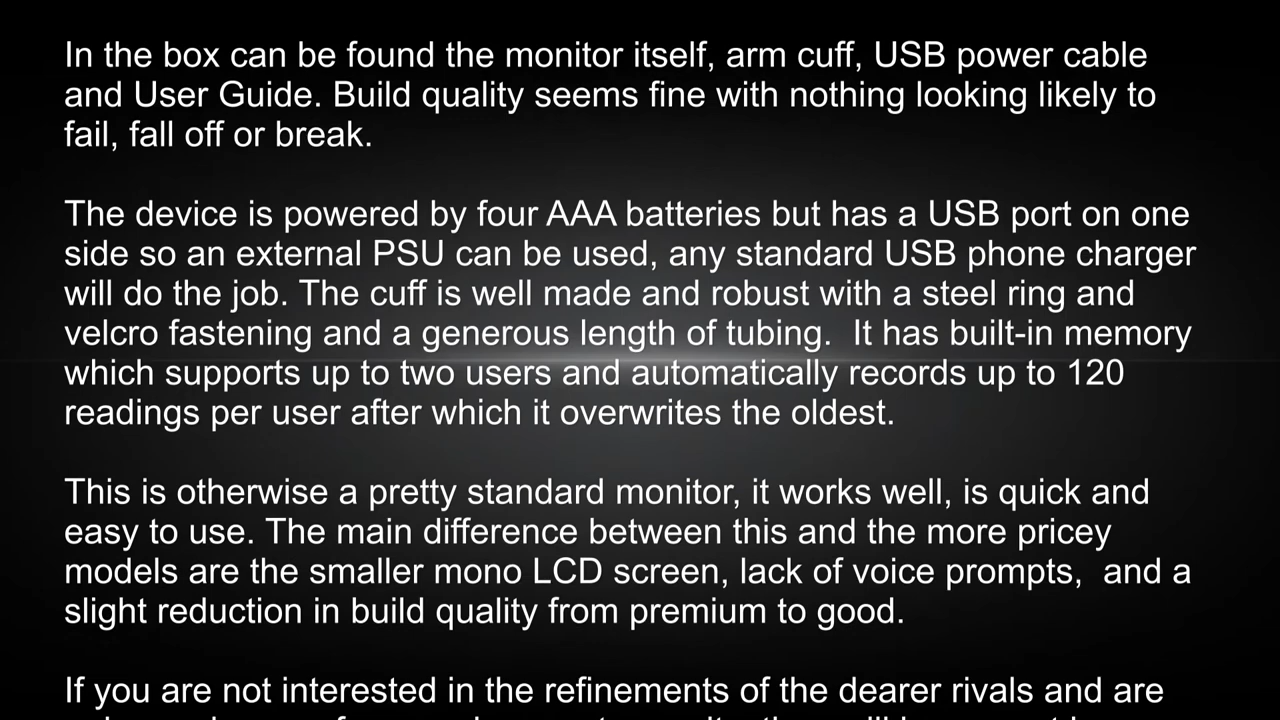 In the box can be found the monitor itself, arm cuff, USB power cable
and User Guide. Build quality seems fine with nothing looking likely to
fail, fall off or break.
The device is powered by four AAA batteries but has a USB port on one
side so an external PSU can be used, any standard USB phone charger
will do the job. The cuff is well made and robust with a steel ring and
velcro fastening and a generous length of tubing.  It has built-in memory
which supports up to two users and automatically records up to 120
readings per user after which it overwrites the oldest.
This is otherwise a pretty standard monitor, it works well, is quick and
easy to use. The main difference between this and the more pricey
models are the smaller mono LCD screen, lack of voice prompts,  and a
slight reduction in build quality from premium to good.
If you are not interested in the refinements of the dearer rivals and are